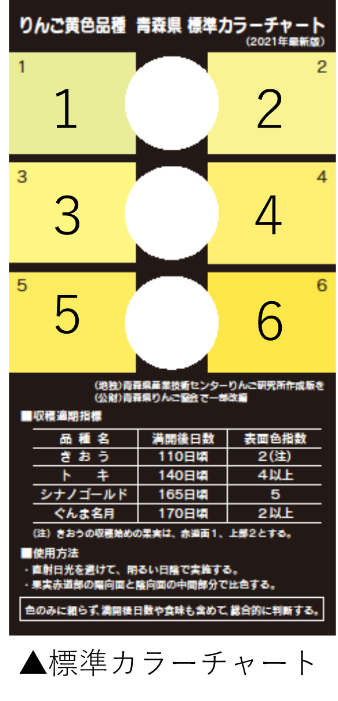 りんご黄色品種 青森県 標準カラーチャート
(2021年最新版)
1 2
1 2
3 4
3 4
5 6
5 6
(地独)青森県産業技術センターりんご研究所作成版を
(公財)青森県りんご協会で一部改編
■収穫適期指標
品種名 満開後日数 表面色指数
きおう 110日頃 2(注)
トキ 140日頃 4以上
シナノゴールド 165日頃 5
ぐんま名月 170日頃 2以上
(注) きおうの収穫始めの果実は、赤道面1、上部2とする。
■使用方法
・直射日光を避けて、明るい日陰で実施する。
・果実赤道部の陽向面と陰向面の中間部分で比色する。
色のみに頼らず、満開後日数や食味も含めて、総合的に判断する。
▲標準カラーチャート